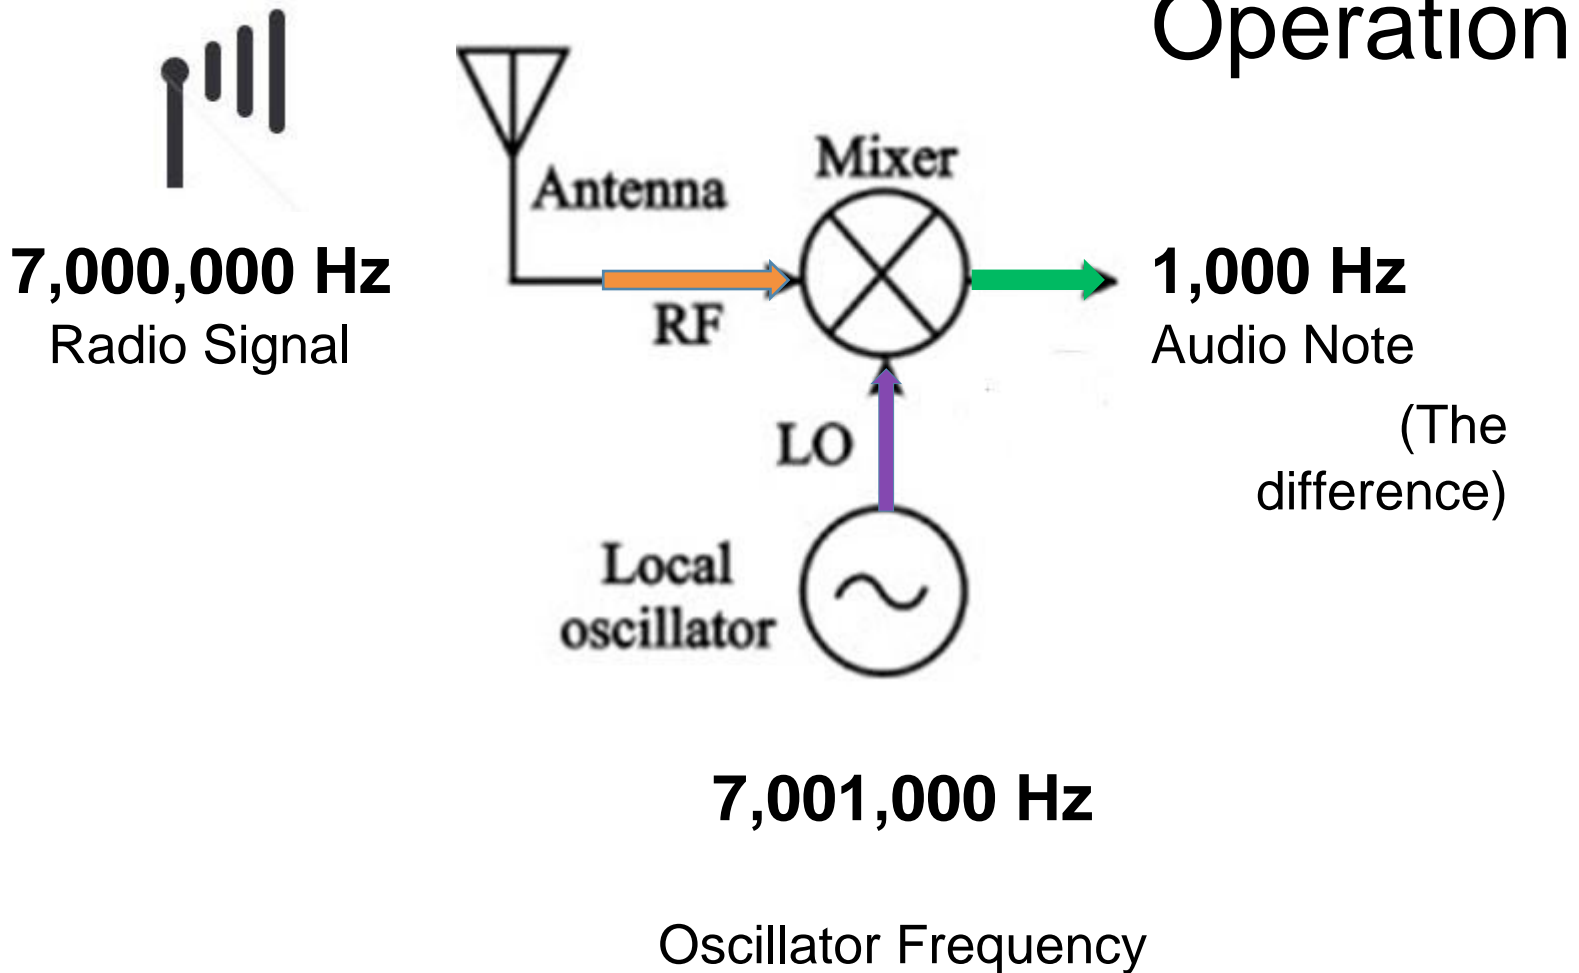 Operation
Mixer
Antenna
7,000,000 Hz
Radio Signal
RF
1,000 Hz
Audio Note
(The
difference)
LO
Local
oscillator
7,001,000 Hz
Oscillator Frequency